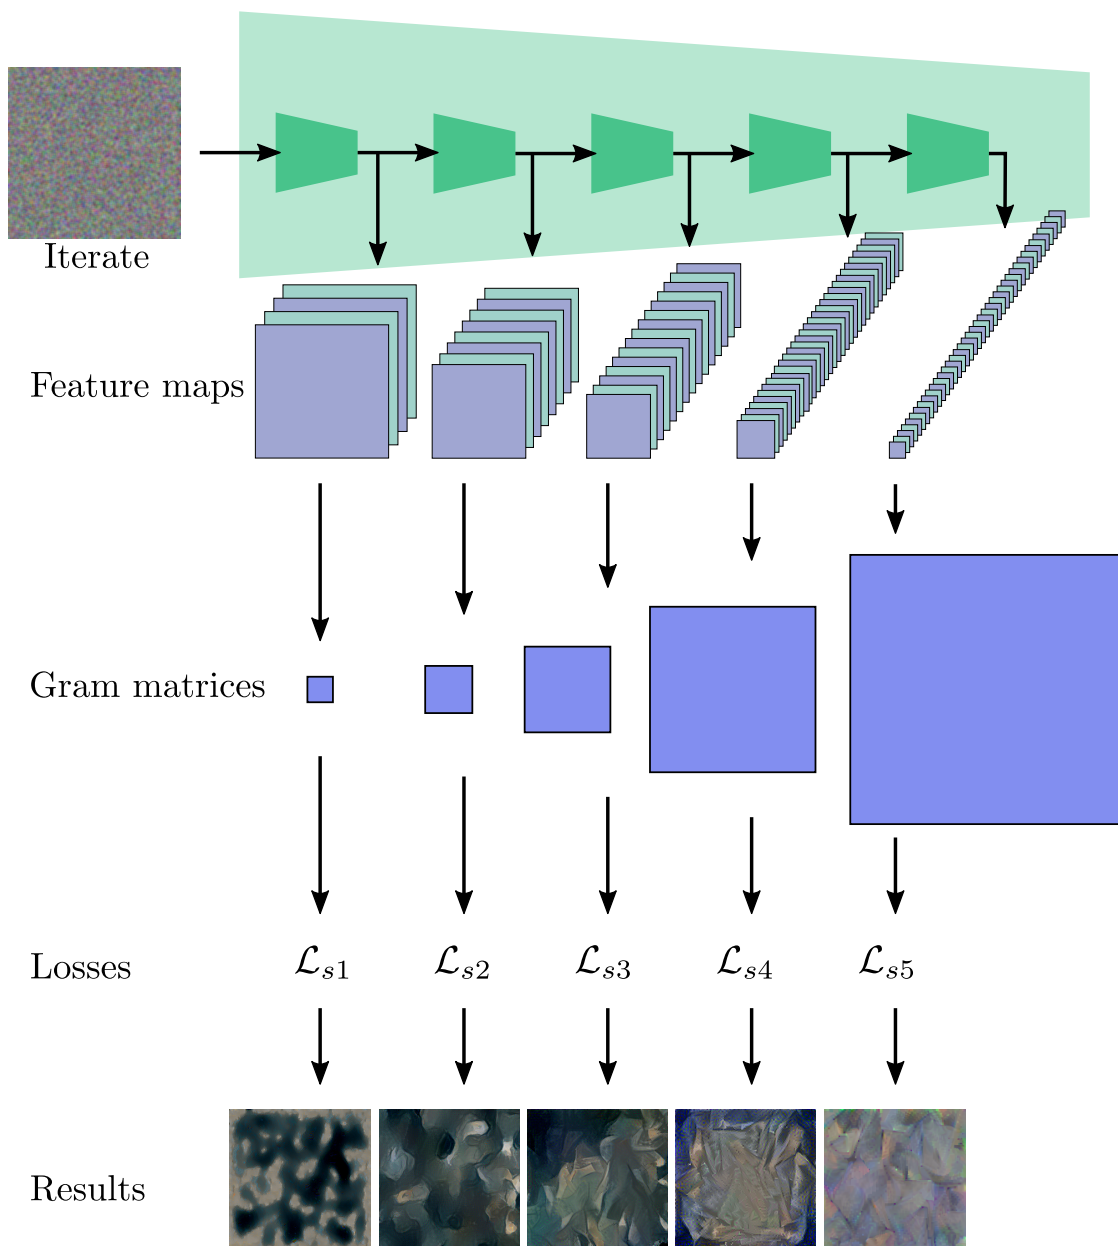 Iterate
Feature maps
Gram matrices
Losses ℒs1 ℒs2 ℒs3 ℒs4 ℒs5
Results